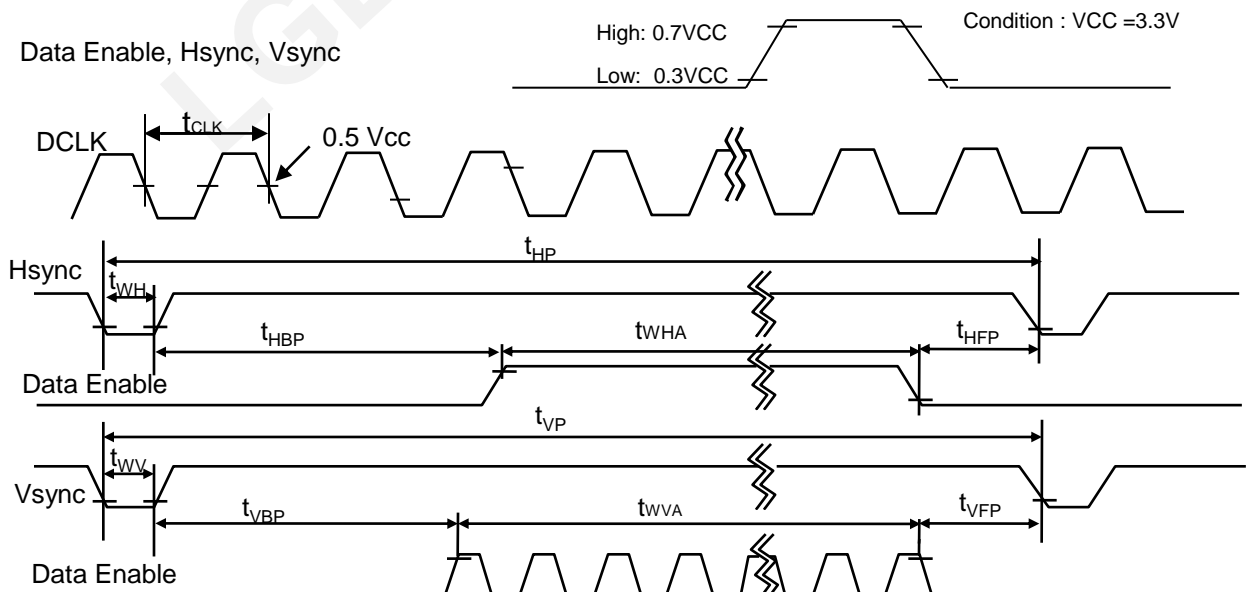 High: 0.7VCC
Condition : VCC =3.3V
Data Enable, Hsync, Vsync
Low: 0.3VCC
tCLK
DCLK
0.5 Vcc
tHP
Hsync
tWH
tHBP
tWHA
tHFP
Data Enable
tVP
tWV
Vsync
tVBP
tWVA
tVFP
Data Enable